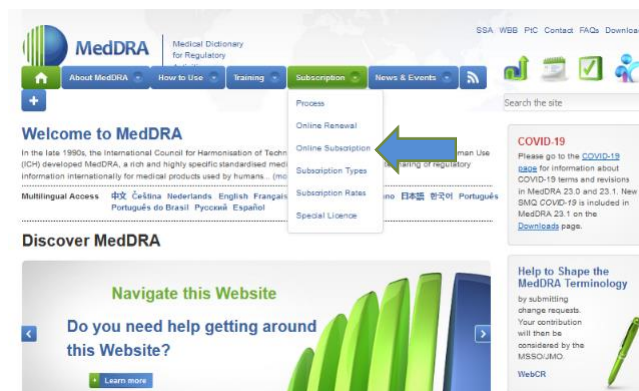 SSA WBB PtC Contact FAQs Downloads
MedDRA
Medical Dictionary
for Regulatory
About MedDRA
How to Use
Training
Subscription
News & Events
Search the site
Process
Online Renewal
Online Subscription
Subscription Types
Subscription Rates
Special Licence
Welcome to MedDRA
In the late 1990s, the International Council for Harmonisation of Techn man Use
(ICH) developed MedDRA, a rich and highly specific standardised medi sharing of regulatory
information internationally for medical products used by humans... (mo
Multilingual Access 中文 Čeština Nederlands English Français ano 日本語 한국어 Português
Português do Brasil Русский Español
COVID-19
Please go to the COVID-19
page for information about
COVID-19 terms and revisions
in MedDRA 23.0 and 23.1. New
SMQ COVID-19 is included in
MedDRA 23.1 on the
Downloads page.
Discover MedDRA
Navigate this Website
Do you need help getting around
this Website?
Learn more
Help to Shape the
MedDRA Terminology
by submitting
change requests.
Your contribution
will then be
considered by the
MSSO/JMO.
WebCR